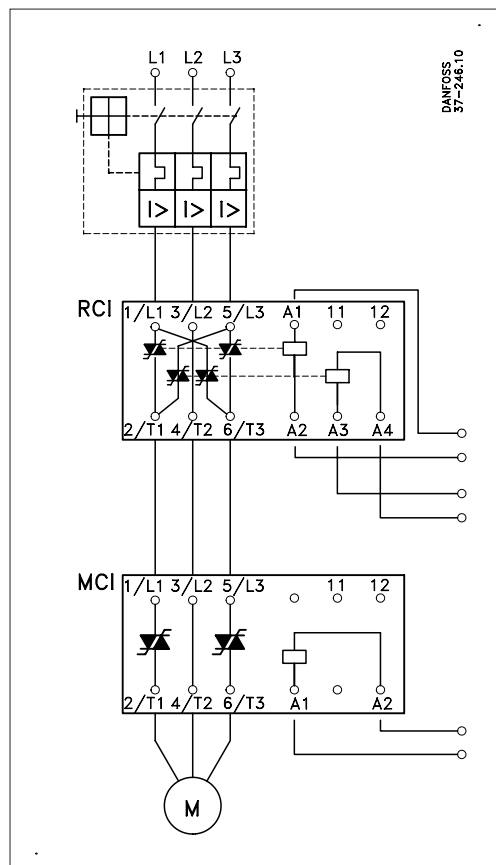 L1 L2 L3
DANFOSS
37-246.10
I> I> I>
RCI
1/L1 3/L2 5/L3 A1 11 12
2/T1 4/T2 6/T3 A2 A3 A4
MCI
1/L1 3/L2 5/L3 11 12
2/T1 4/T2 6/T3 A1 A2
M